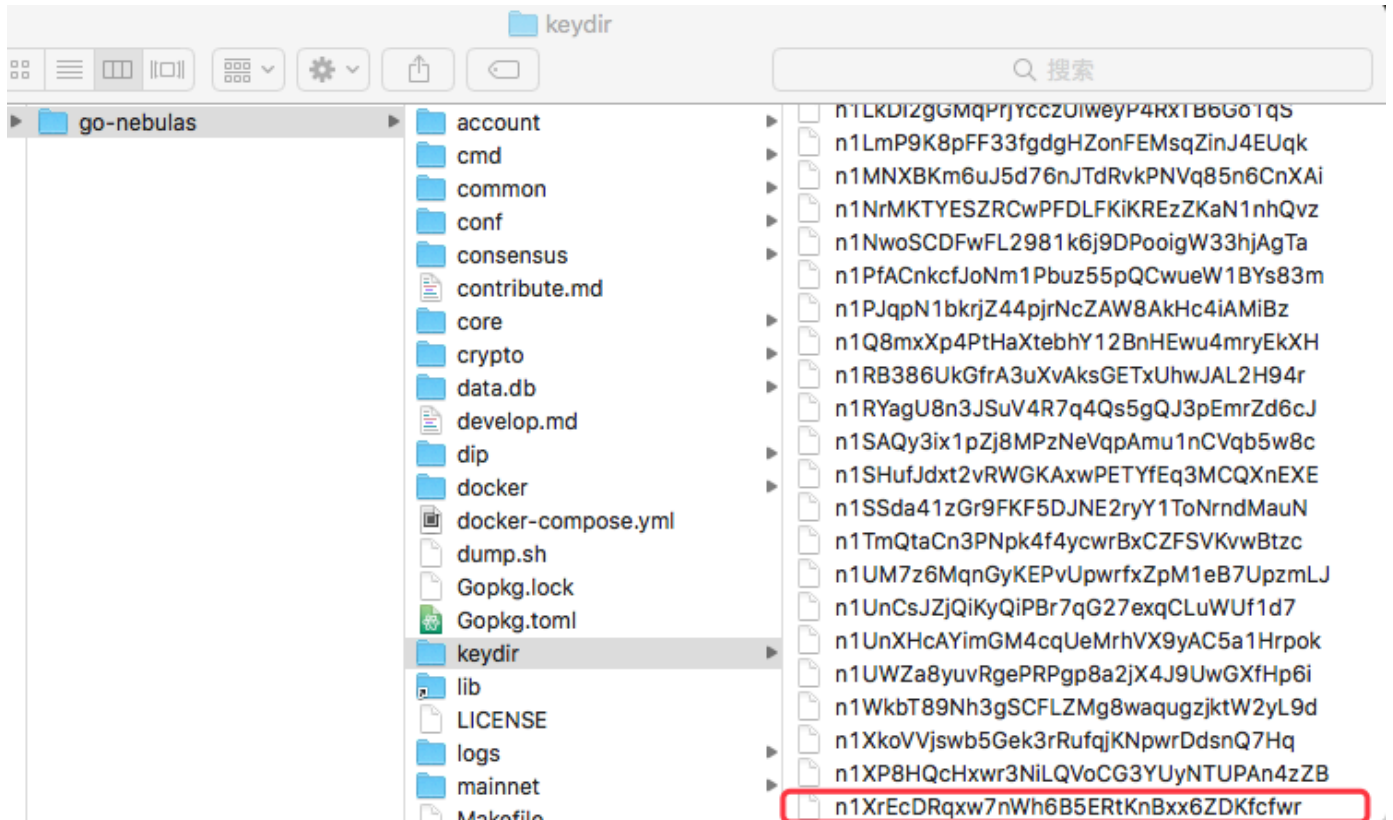 keydir
搜索
go-nebulas
account
cmd
common
conf
consensus
contribute.md
core
crypto
data.db
develop.md
dip
docker
docker-compose.yml
dump.sh
Gopkg.lock
Gopkg.toml
keydir
lib
LICENSE
logs
mainnet
Makefile
n1LkDi2gGMqPrjYcczUiweyP4RxTB6Go1qS
n1LmP9K8pFF33fgdgHZonFEMsqZinJ4EUqk
n1MNXBKm6uJ5d76nJTdRvkPNVq85n6CnXAi
n1NrMKTYESZRCwPFDLFKiKREzZKaN1nhQvz
n1NwoSCDFwFL2981k6j9DPooigW33hjAgTa
n1PfACnkcfJoNm1Pbuz55pQCwueW1BYs83m
n1PJqpN1bkrjZ44pjrNcZAW8AkHc4iAMiBz
n1Q8mxXp4PtHaXtebhY12BnHEwu4mryEkXH
n1RB386UkGfrA3uXvAksGETxUhwJAL2H94r
n1RYagU8n3JSuV4R7q4Qs5gQJ3pEmrZd6cJ
n1SAQy3ix1pZj8MPzNeVqpAmu1nCVqb5w8c
n1SHufJdxt2vRWGKAxwPETYfEq3MCQXnEXE
n1SSda41zGr9FKF5DJNE2ryY1ToNrndMauN
n1TmQtaCn3PNpk4f4ycwrBxCZFSVKvwBtzc
n1UM7z6MqnGyKEPvUpwrfxZpM1eB7UpzmLJ
n1UnCsJZjQiKyQiPBr7qG27exqCLuWUf1d7
n1UnXHcAYimGM4cqUeMrhVX9yAC5a1Hrpok
n1UWZa8yuvRgePRPgp8a2jX4J9UwGXfHp6i
n1WkbT89Nh3gSCFLZMg8waqugzjktW2yL9d
n1XkoVVjswb5Gek3rRufqjKNpwrDdsnQ7Hq
n1XP8HQcHxwr3NiLQVoCG3YUyNTUPAn4zZB
n1XrEcDRqxw7nWh6B5ERtKnBxx6ZDKfcfwr